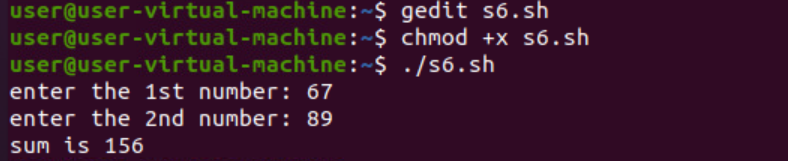 user@user-virtual-machine:~$ gedit s6.sh
user@user-virtual-machine:~$ chmod +x s6.sh
user@user-virtual-machine:~$ ./s6.sh
enter the 1st number: 67
enter the 2nd number: 89
sum is 156